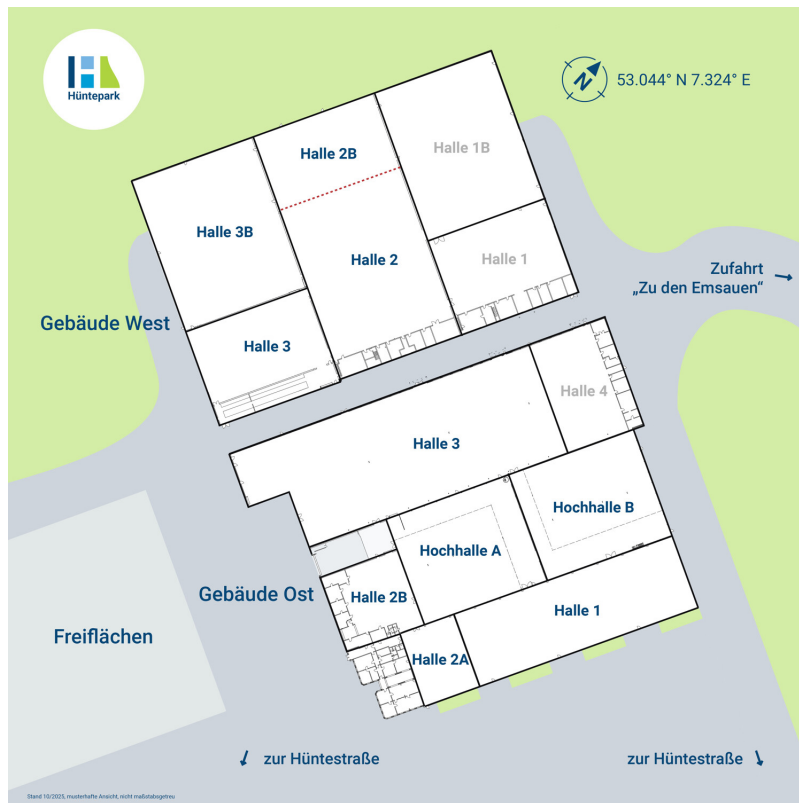 Hüntepark
N
53.044° N 7.324° E
Halle 2B
Halle 1B
Halle 3B
Halle 2
Halle 1
Zufahrt
„Zu den Emsauen“
Gebäude West
Halle 3
Halle 4
Halle 3
Hochhalle B
Hochhalle A
Gebäude Ost
Halle 2B
Halle 1
Freiflächen
Halle 2A
zur Hüntestraße
zur Hüntestraße
Stand 10/2025, musterhafte Ansicht, nicht maßstabsgetreu